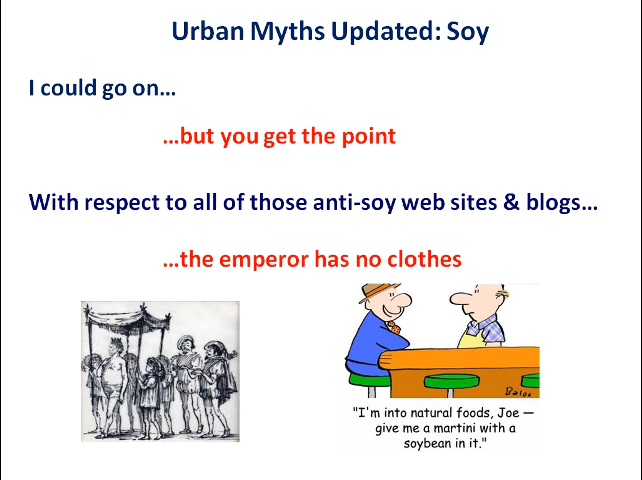 Urban Myths Updated: Soy
I could go on...
...but you get the point
With respect to all of those anti-soy web sites & blogs...
...the emperor has no clothes
"I'm into natural foods, Joe —
give me a martini with a
soybean in it."